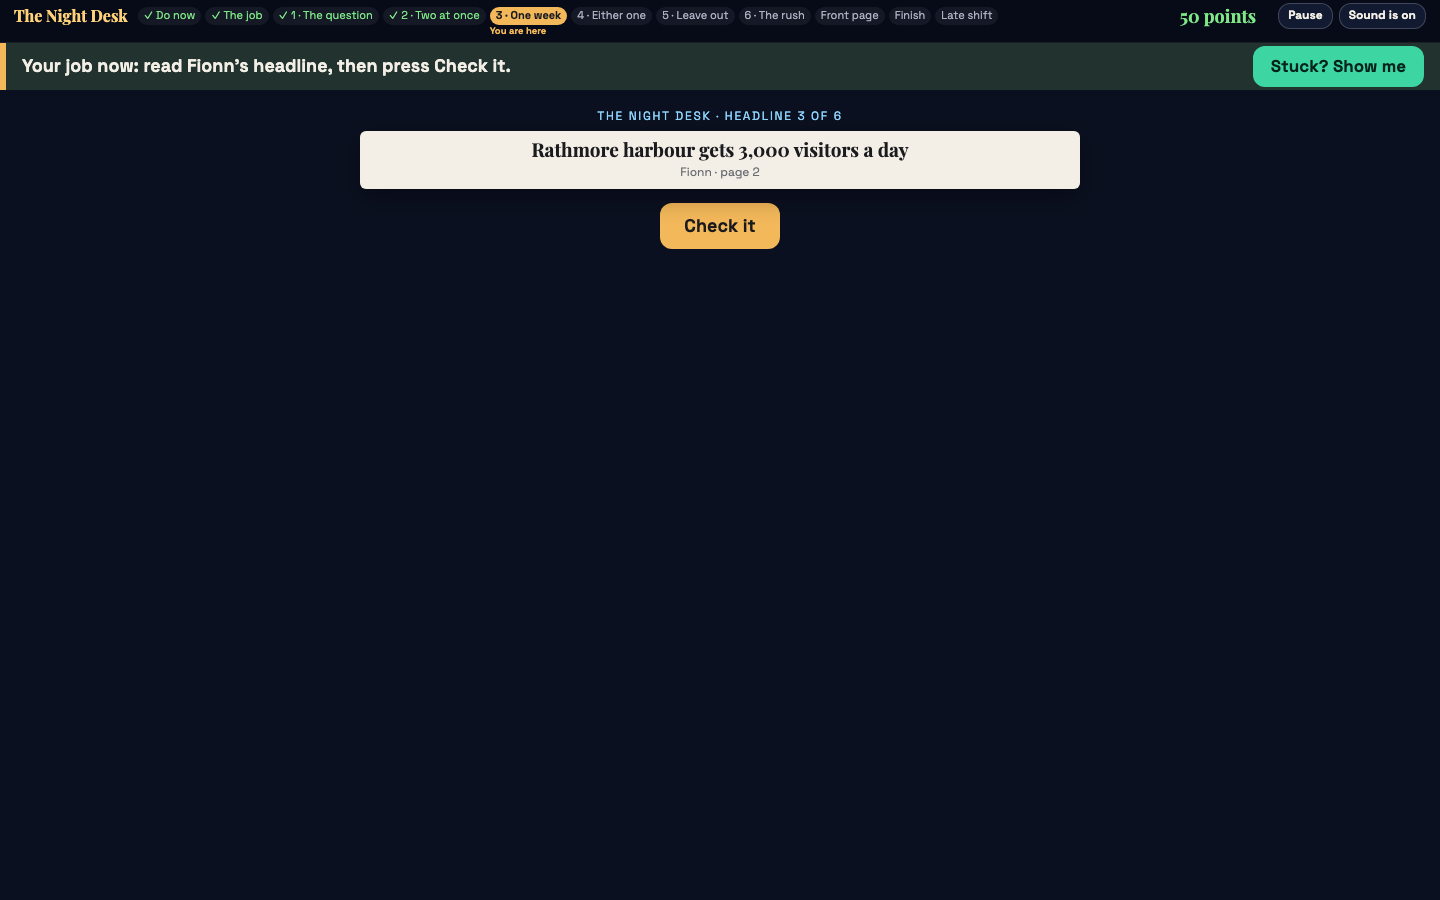 The Night Desk ✓ Do now ✓ The job ✓ 1 · The question ✓ 2 · Two at once 3 · One week 4 · Either one 5 · Leave out 6 · The rush Front page Finish Late shift 50 points Pause Sound is on
You are here
Your job now: read Fionn's headline, then press Check it. Stuck? Show me
THE NIGHT DESK · HEADLINE 3 OF 6
Rathmore harbour gets 3,000 visitors a day
Fionn · page 2
Check it